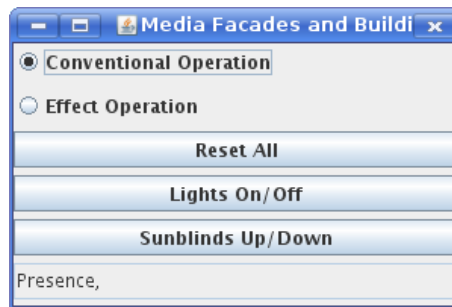 Media Facades and Buildi
Conventional Operation
Effect Operation
Reset All
Lights On/Off
Sunblinds Up/Down
Presence,